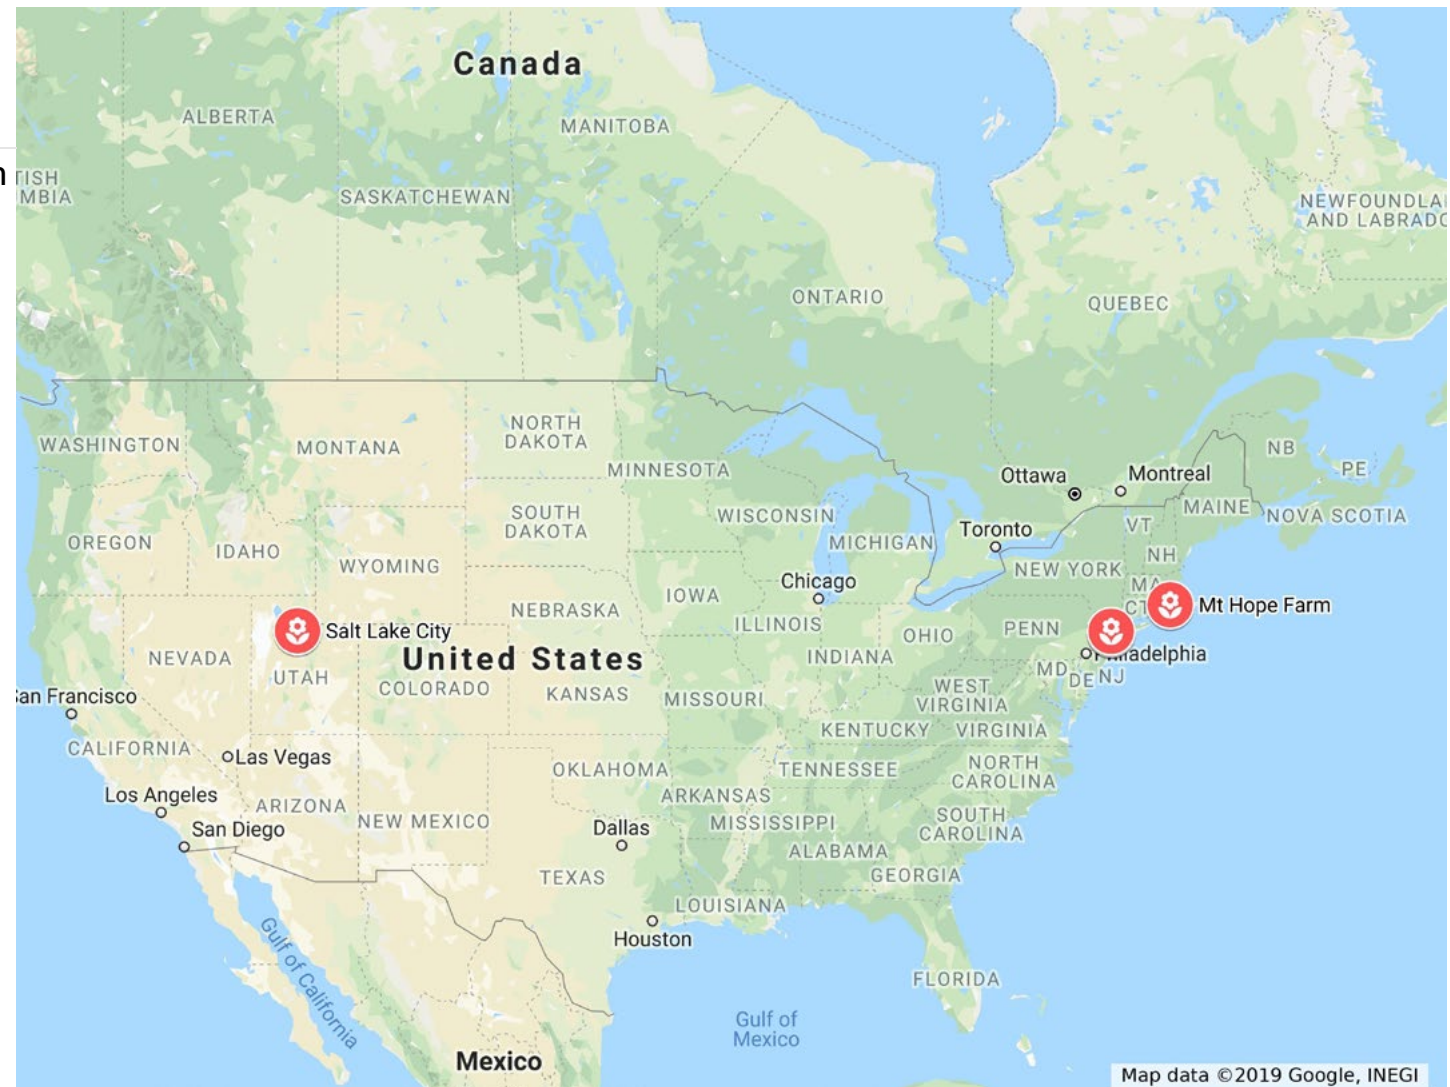 Canada
ALBERTA
MANITOBA
n
TISH
MBIA
SASKATCHEWAN
NEWFOUNDLA
AND LABRADO
ONTARIO
QUEBEC
WASHINGTON
MONTANA
NORTH
DAKOTA
MINNESOTA
NB
PE
Ottawa
Montreal
MAINE
NOVA SCOTIA
SOUTH
DAKOTA
WISCONSIN
VT
OREGON
IDAHO
MICHIGAN
Toronto
NH
WYOMING
NEW YORK
Chicago
MA
IOWA
NEBRASKA
CT
Mt Hope Farm
ILLINOIS
OHIO
PENN
Salt Lake City
NEVADA
United States
INDIANA
Philadelphia
UTAH
COLORADO
KANSAS
MISSOURI
WEST
VIRGINIA
MD
DE
NJ
San Francisco
KENTUCKY
VIRGINIA
CALIFORNIA
Las Vegas
OKLAHOMA
TENNESSEE
NORTH
CAROLINA
Los Angeles
ARIZONA
NEW MEXICO
ARKANSAS
San Diego
Dallas
MISSISSIPPI
SOUTH
CAROLINA
ALABAMA
TEXAS
GEORGIA
LOUISIANA
Houston
Gulf of California
FLORIDA
Gulf of
Mexico
Mexico
Map data ©2019 Google, INEGI